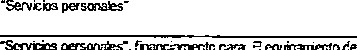 "Servicios personales"
"Servicios personales", financiamiento para: El equipamiento de